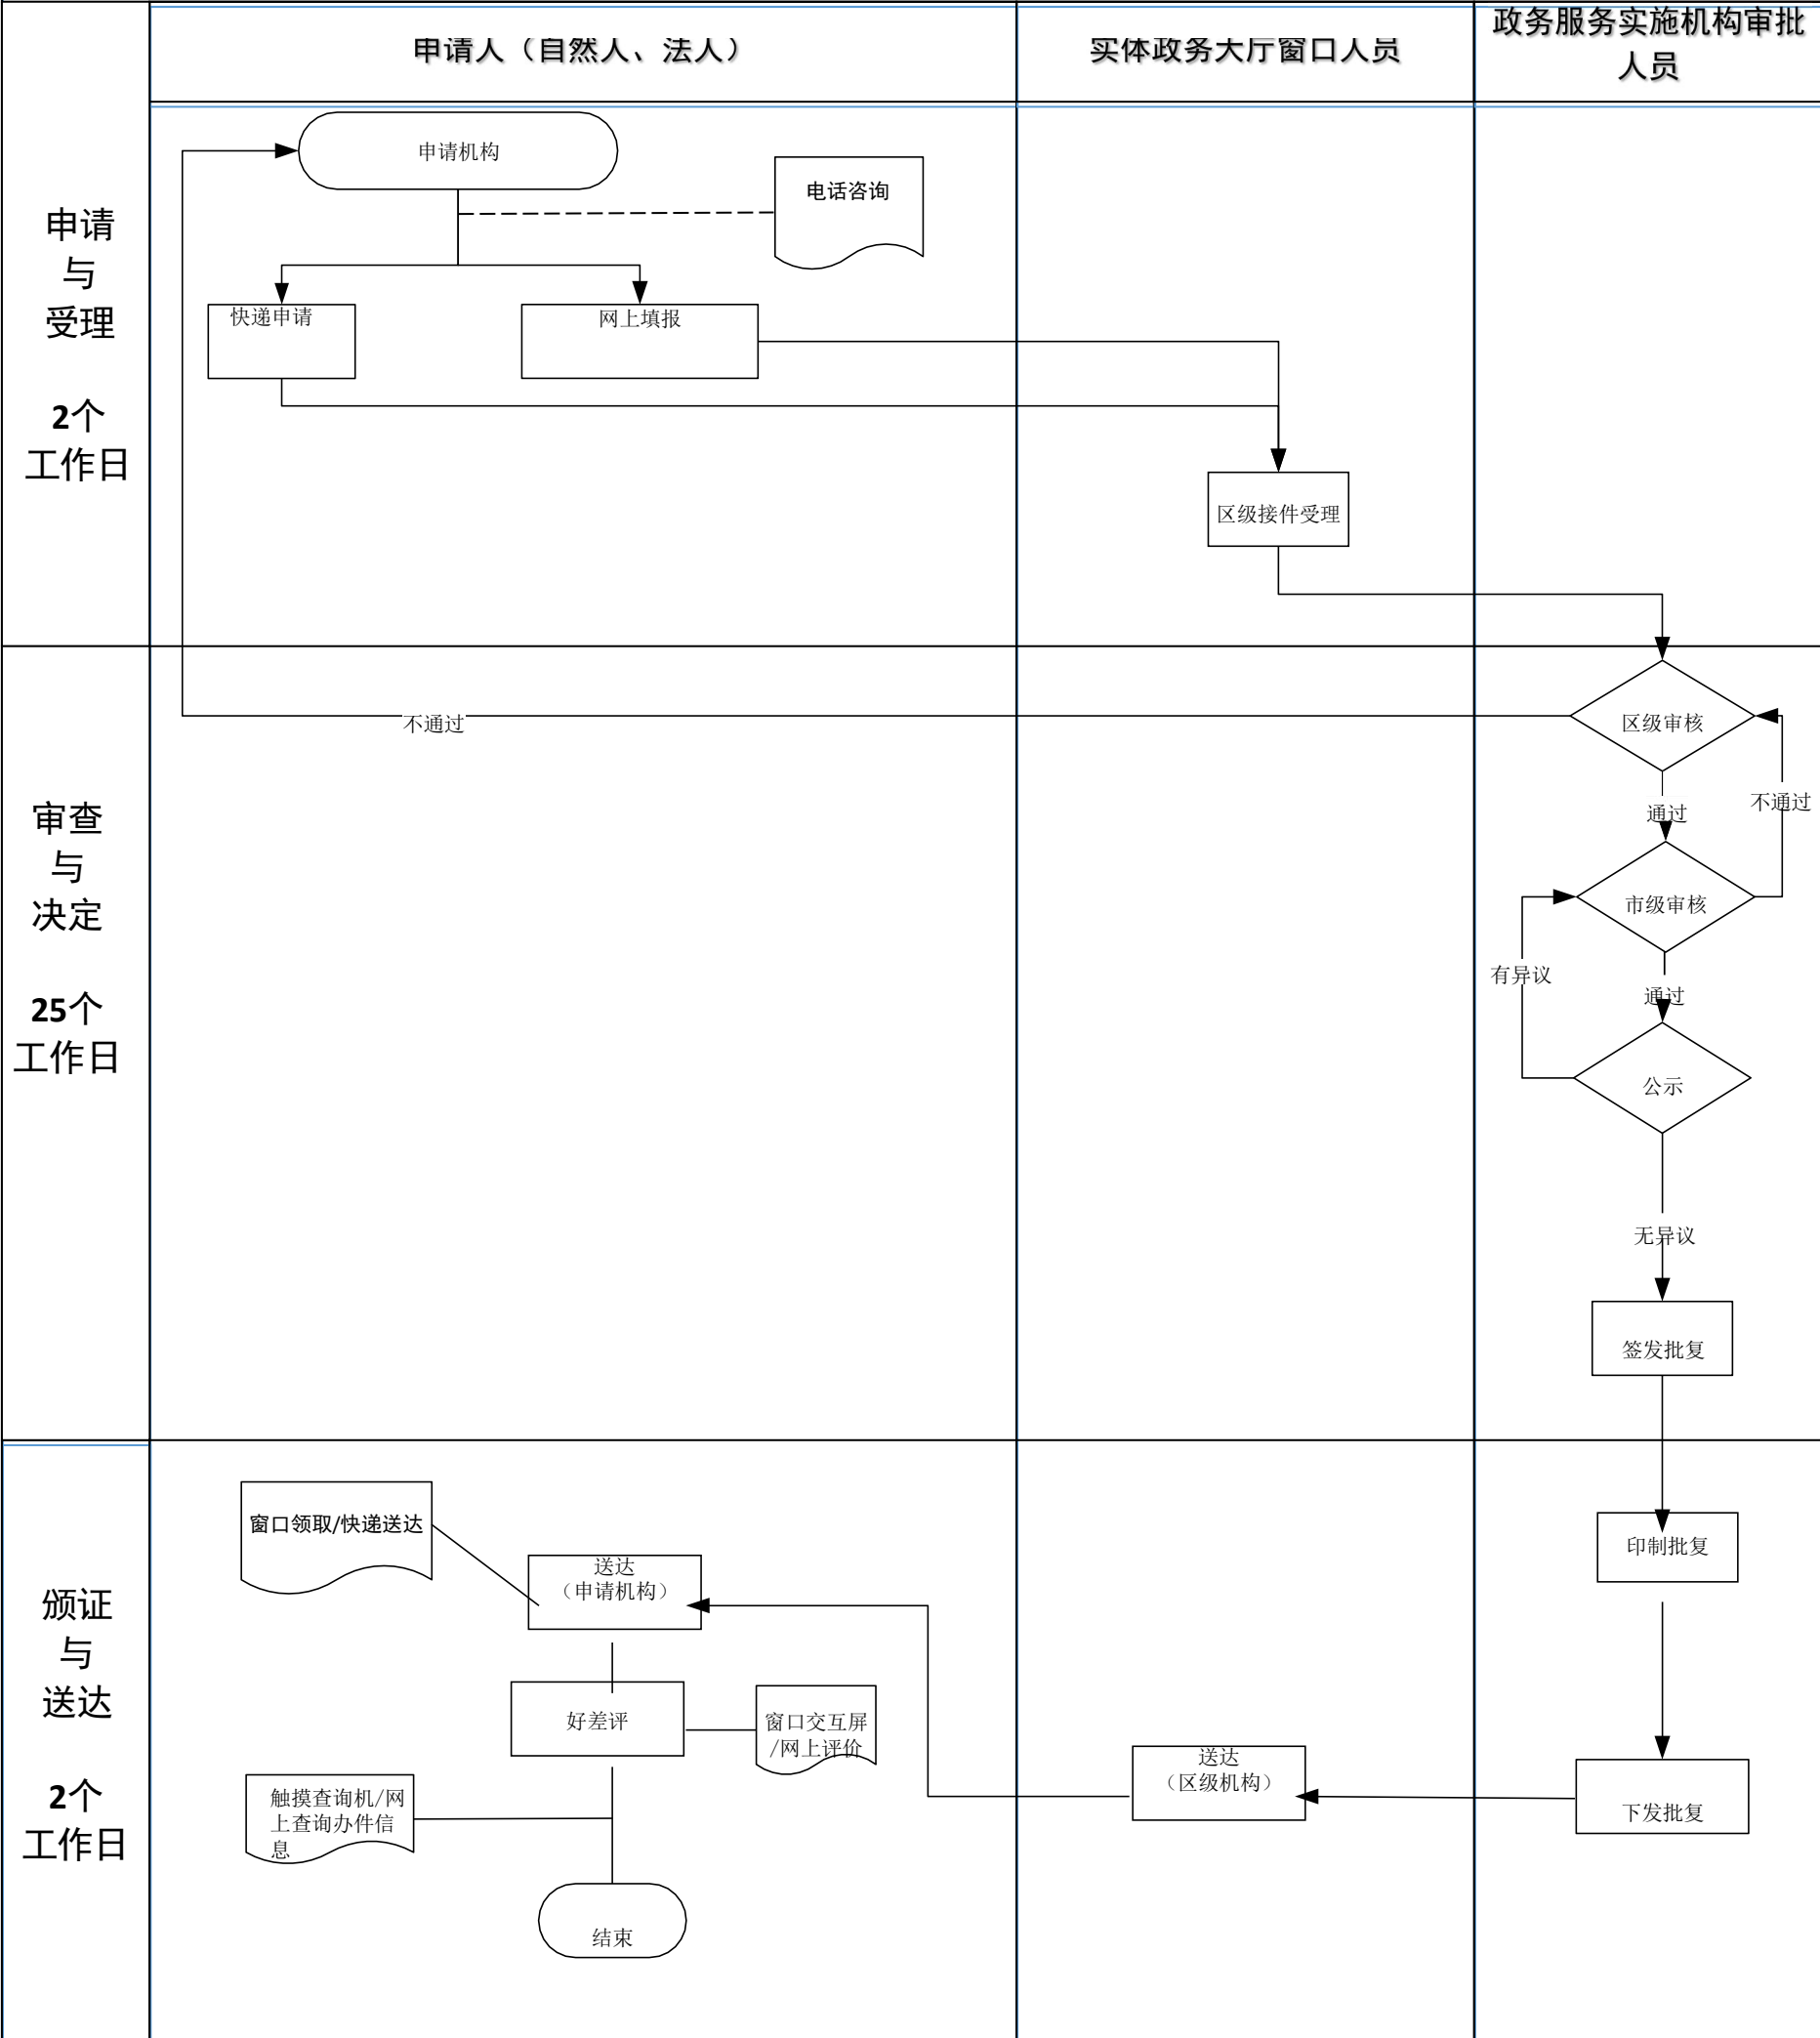 申请人（自然人、法人）
实体政务大厅窗口人员
政务服务实施机构审批
人员
申请
与
受理
2个
工作日
申请机构
电话咨询
快递申请
网上填报
区级接件受理
审查
与
决定
25个
工作日
不通过
区级审核
通过
不通过
市级审核
有异议
通过
公示
无异议
签发批复
颁证
与
送达
2个
工作日
窗口领取/快递送达
送达
（申请机构）
印制批复
好差评
窗口交互屏
/网上评价
送达
（区级机构）
下发批复
触摸查询机/网
上查询办件信
息
结束